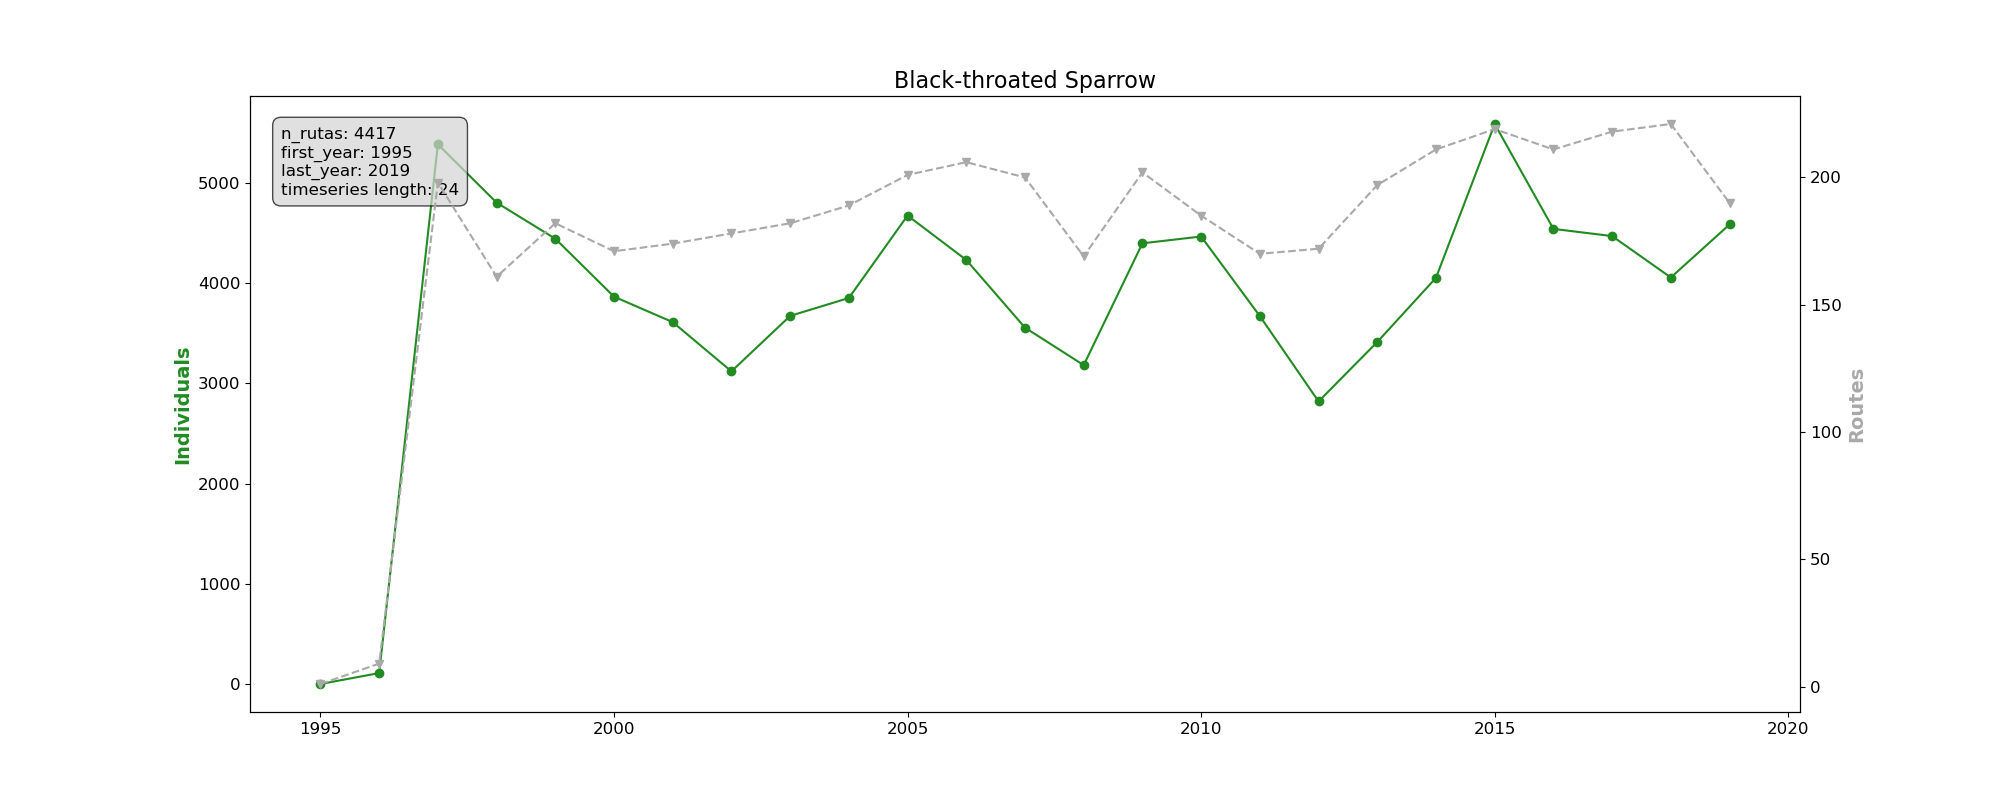 Black-throated Sparrow
n_rutas: 4417
first_year: 1995
last_year: 2019
timeseries length: 24
5000
4000
3000
2000
1000
0
Individuals
200
150
100
50
0
Routes
1995 2000 2005 2010 2015 2020